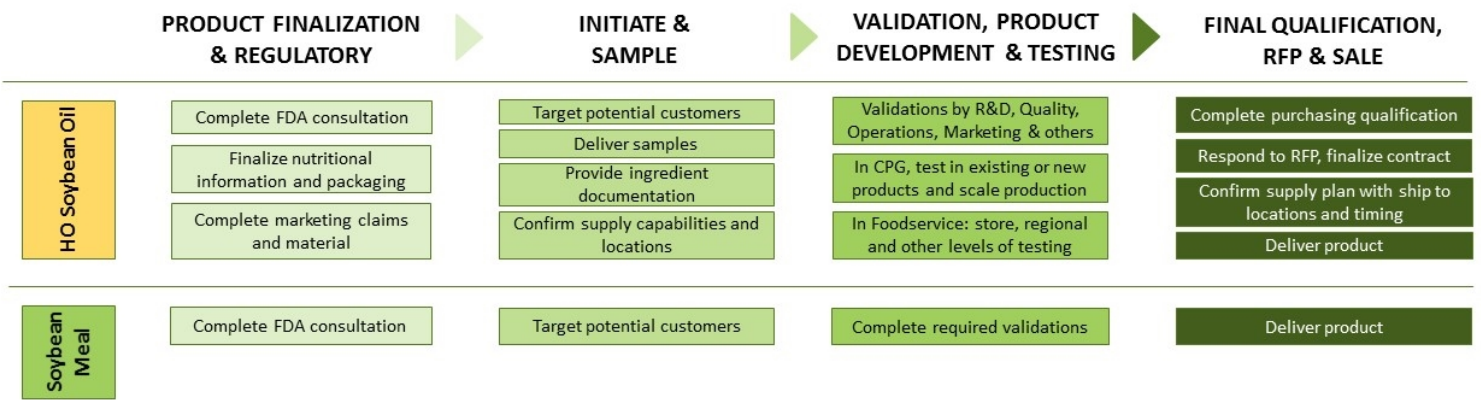 PRODUCT FINALIZATION
& REGULATORY
INITIATE &
SAMPLE
VALIDATION, PRODUCT
DEVELOPMENT & TESTING
FINAL QUALIFICATION,
RFP & SALE
HO Soybean Oil
Complete FDA consultation
Finalize nutritional
information and packaging
Complete marketing claims
and material
Target potential customers
Deliver samples
Provide ingredient
documentation
Confirm supply capabilities and
locations
Validations by R&D, Quality,
Operations, Marketing & others
In CPG, test in existing or new
products and scale production
In Foodservice: store, regional
and other levels of testing
Complete purchasing qualification
Respond to RFP, finalize contract
Confirm supply plan with ship to
locations and timing
Deliver product
Soybean
Meal
Complete FDA consultation
Target potential customers
Complete required validations
Deliver product